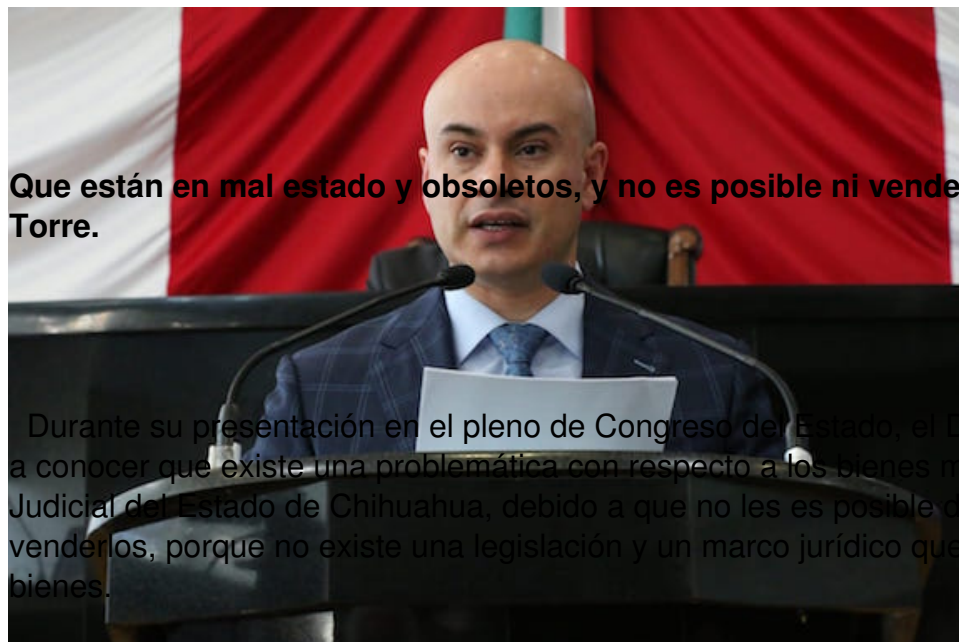 Que están en mal estado y obsoletos, y no es posible ni vende
Torre.
Durante su presentación en el pleno de Congreso del Estado, el D
a conocer que existe una problemática con respecto a los bienes m
Judicial del Estado de Chihuahua, debido a que no les es posible d
venderlos, porque no existe una legislación y un marco jurídico que
bienes.